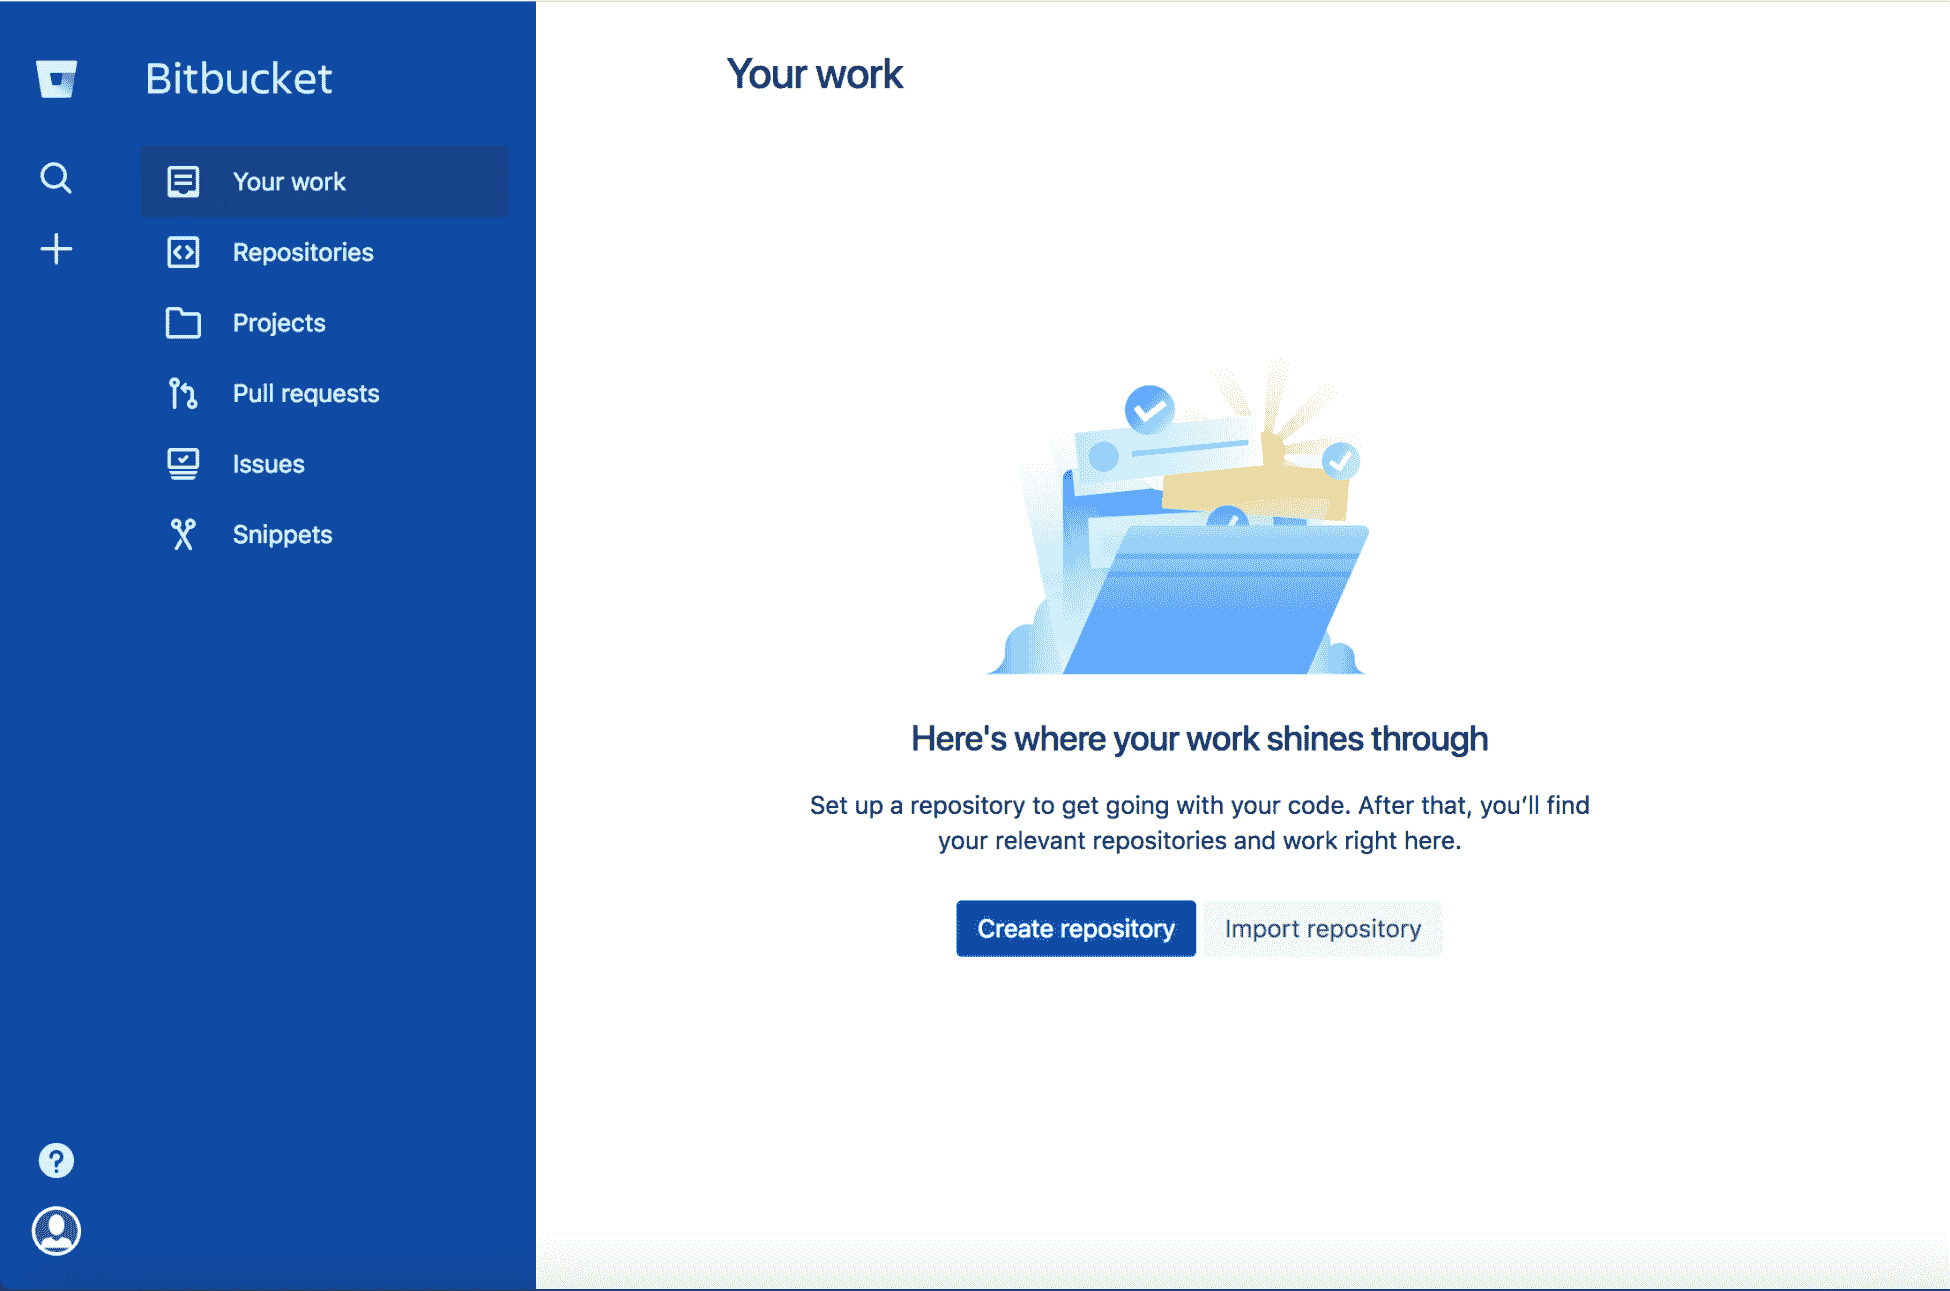 Bitbucket
Your work
Repositories
Projects
Pull requests
Issues
Snippets
Your work
Here's where your work shines through
Set up a repository to get going with your code. After that, you’ll find
your relevant repositories and work right here.
Create repository
Import repository